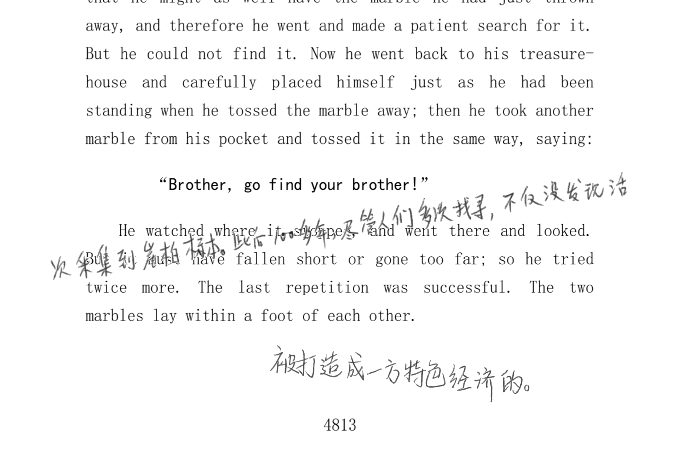 that he might as well have the marble he had just thrown
away, and therefore he went and made a patient search for it.
But he could not find it. Now he went back to his treasure-
house and carefully placed himself just as he had been
standing when he tossed the marble away; then he took another
marble from his pocket and tossed it in the same way, saying:
“Brother, go find your brother!”
He watched where it stopped, and went there and looked.
次采集到崖柏标本。此后100多年,尽管人们多次找寻,不仅没发现活
But it must have fallen short or gone too far; so he tried
twice more. The last repetition was successful. The two
marbles lay within a foot of each other.
被打造成一方特色经济的。
4813